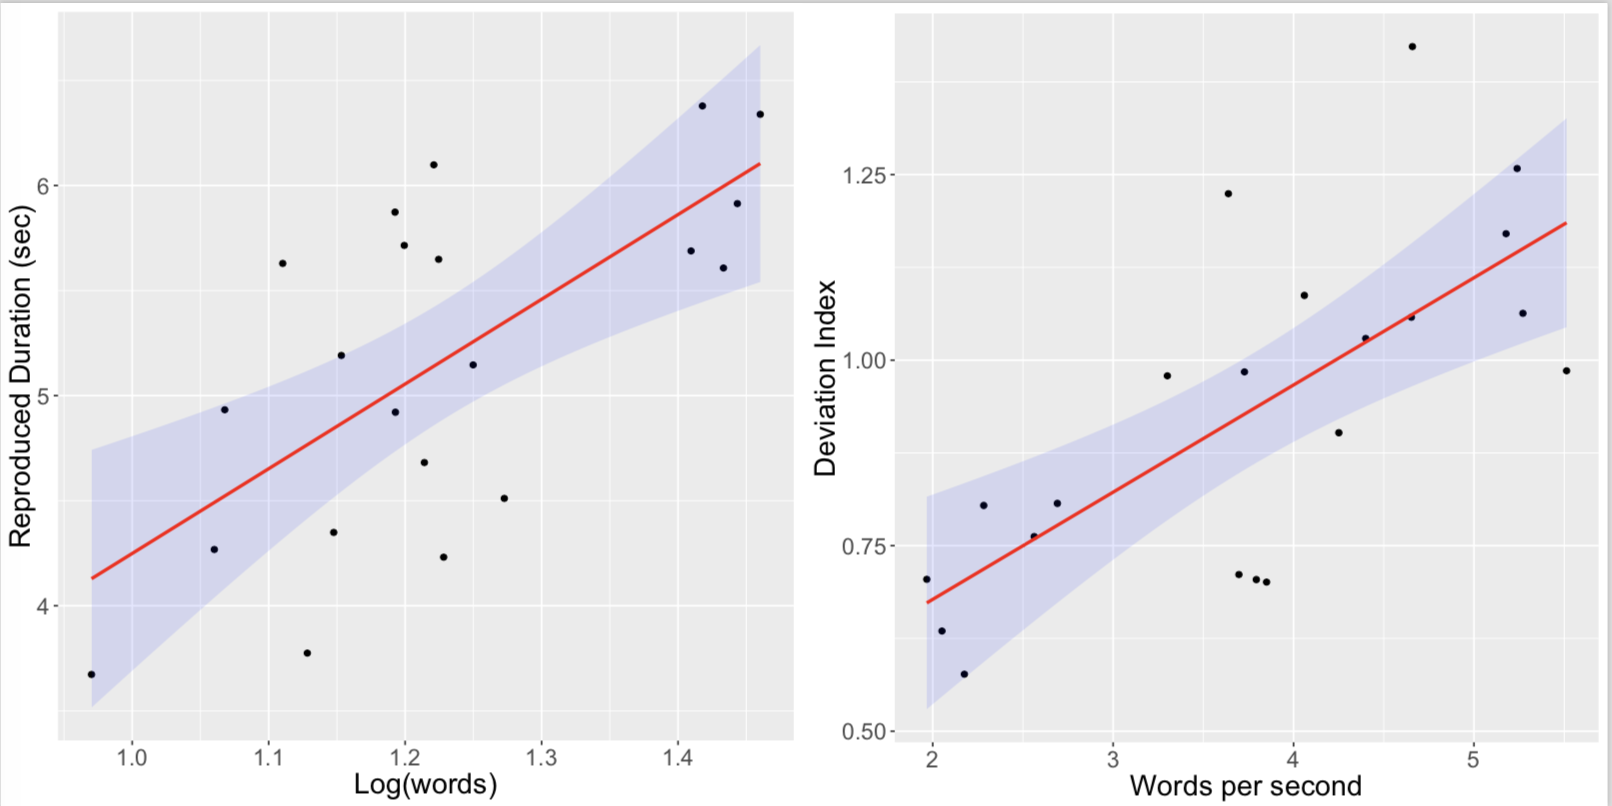 Reproduced Duration (sec)
6
5
4
1.0 1.1 1.2 1.3 1.4
Log(words)
Deviation Index
1.25
1.00
0.75
0.50
2 3 4 5
Words per second